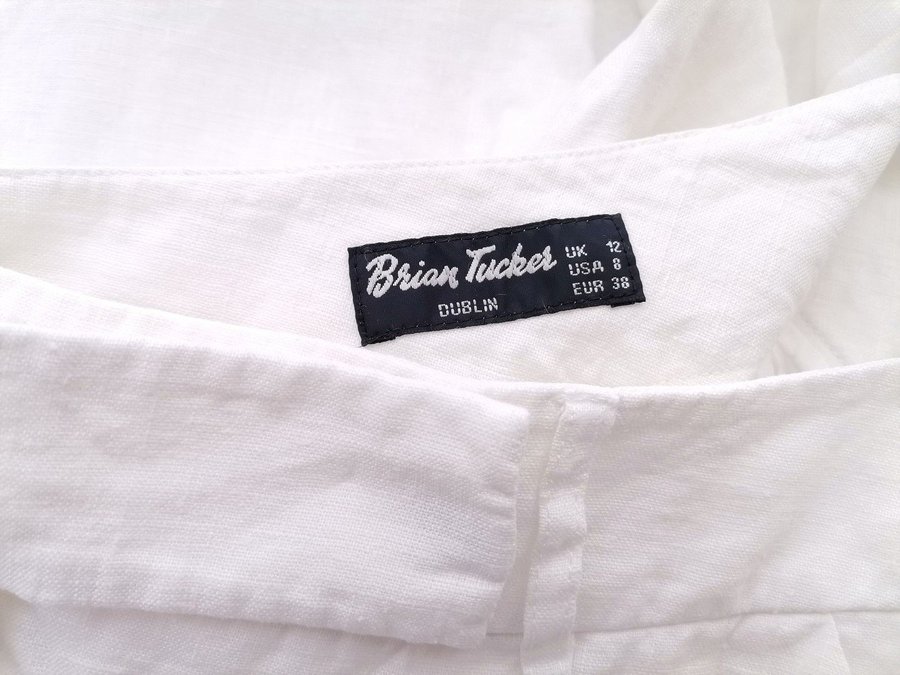 Brian Tucker
DUBLIN
UK 12
USA 8
EUR 38